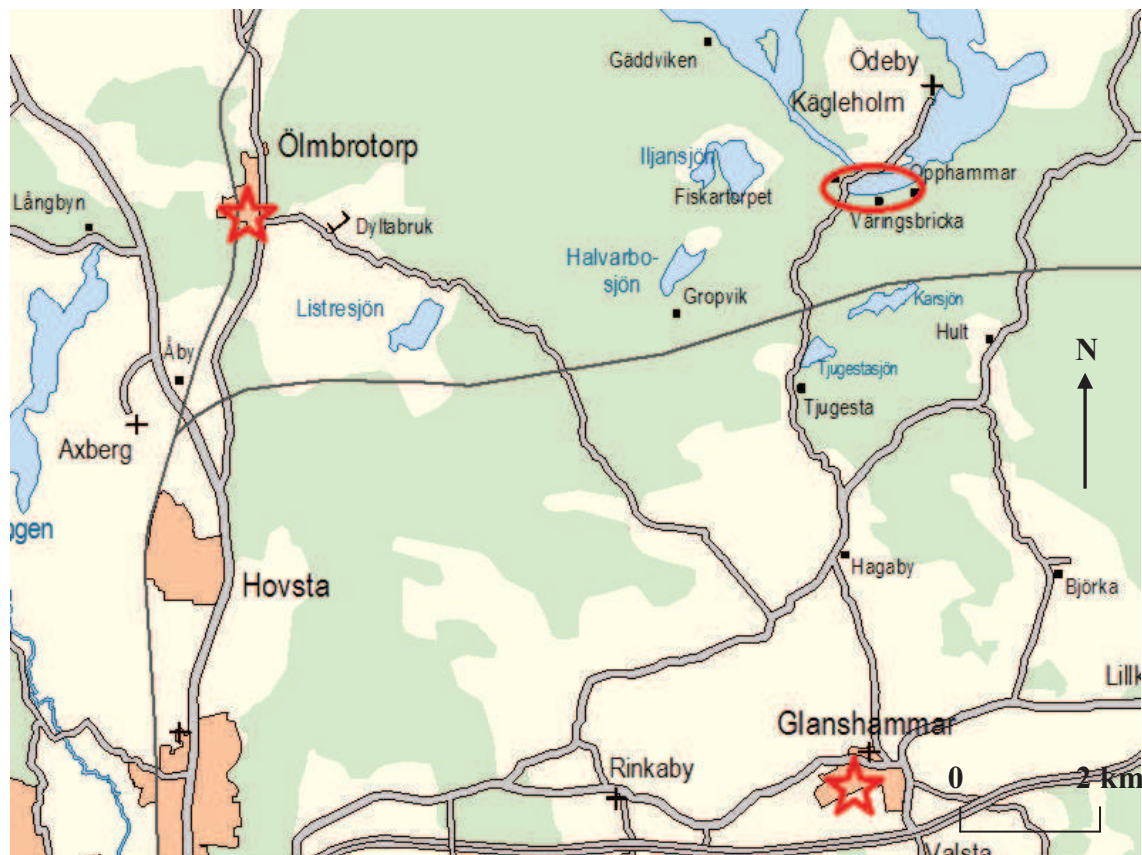 Gäddviken
Ödeby
Kägleholm
Ölmbrotorp
Iljansjön
Fiskartorpet
Opphammar
Långbyn
Dyltabruk
Väringsbricka
Halvarbo-
sjön
Gropvik
Karsjön
Listresjön
Hult
Åby
Tjugestasjön
N
Tjugesta
Axberg
ogen
Hovsta
Hagaby
Björka
Lillk
Glanshammar
Rinkaby
0 2 km
Valsta